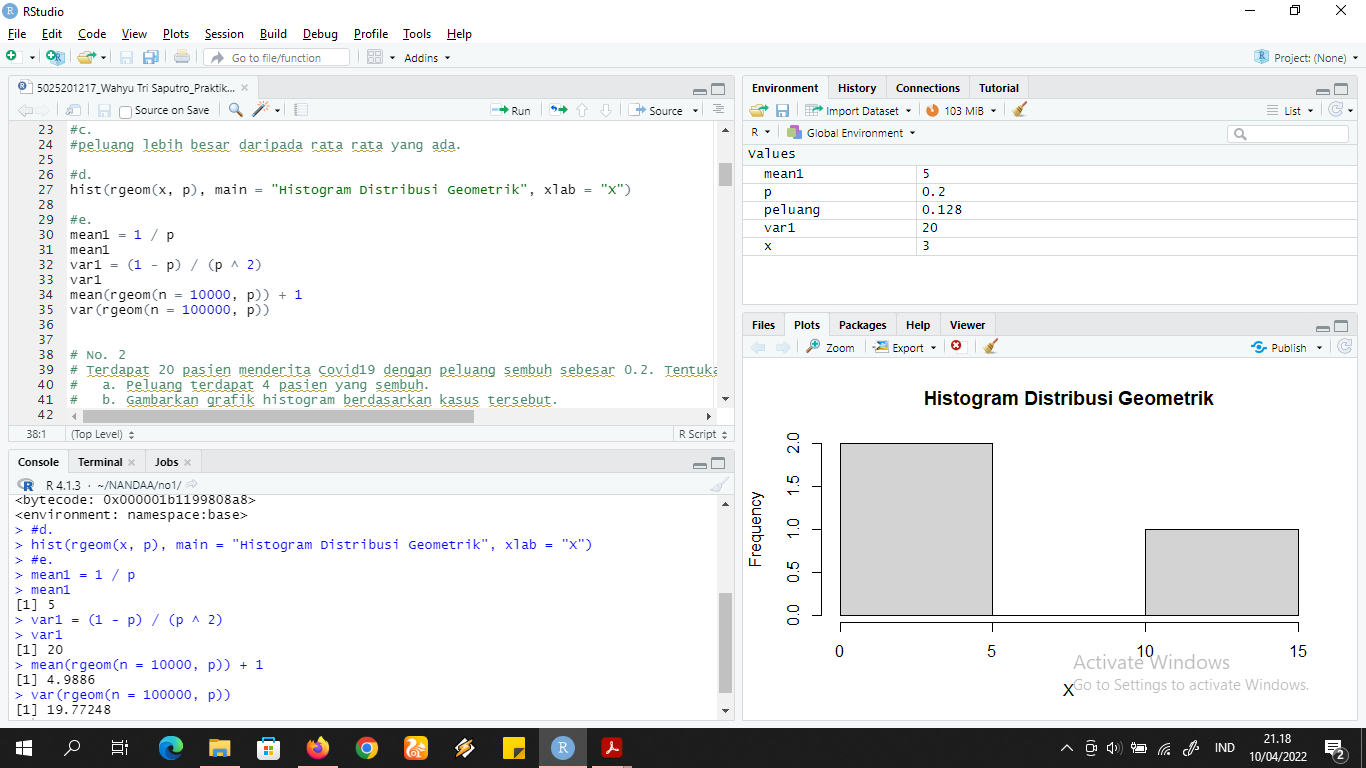 RStudio
File Edit Code View Plots Session Build Debug Profile Tools Help
Go to file/function Addins Project: (None)
5025201217_Wahyu Tri Saputro_Praktik...
Source on Save Run Source
23 #c.
24 #peluang lebih besar daripada rata rata yang ada.
25
26 #d.
27 hist(rgeom(x, p), main = "Histogram Distribusi Geometrik", xlab = "X")
28
29 #e.
30 mean1 = 1 / p
31 mean1
32 var1 = (1 - p) / (p ^ 2)
33 var1
34 mean(rgeom(n = 10000, p)) + 1
35 var(rgeom(n = 100000, p))
36
37
38 # No. 2
39 # Terdapat 20 pasien menderita Covid19 dengan peluang sembuh sebesar 0.2. Tentuka
40 # a. Peluang terdapat 4 pasien yang sembuh.
41 # b. Gambarkan grafik histogram berdasarkan kasus tersebut.
42
38:1 (Top Level) R Script
Console Terminal Jobs
R 4.1.3 · ~/NANDAA/no1/
<bytecode: 0x000001b1199808a8>
<environment: namespace:base>
> #d.
> hist(rgeom(x, p), main = "Histogram Distribusi Geometrik", xlab = "X")
> #e.
> mean1 = 1 / p
> mean1
[1] 5
> var1 = (1 - p) / (p ^ 2)
> var1
[1] 20
> mean(rgeom(n = 10000, p)) + 1
[1] 4.9886
> var(rgeom(n = 100000, p))
[1] 19.77248
Environment History Connections Tutorial
Import Dataset 103 MiB List
R Global Environment
Values
mean1 5
p 0.2
peluang 0.128
var1 20
x 3
Files Plots Packages Help Viewer
Zoom Export Publish
Histogram Distribusi Geometrik
Frequency
2.0
1.5
1.0
0.5
0.0
0 5 10 15
X
Activate Windows
Go to Settings to activate Windows.
IND
21.18
10/04/2022
2